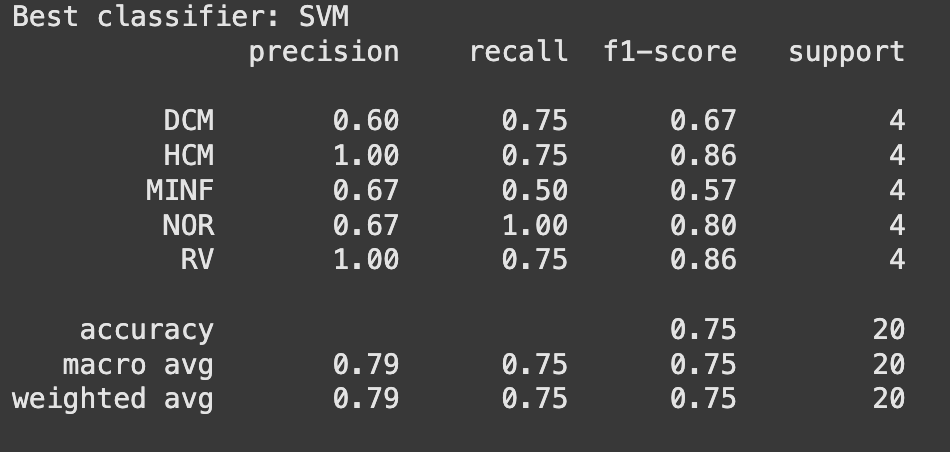 Best classifier: SVM
precision recall f1-score support
DCM 0.60 0.75 0.67 4
HCM 1.00 0.75 0.86 4
MINF 0.67 0.50 0.57 4
NOR 0.67 1.00 0.80 4
RV 1.00 0.75 0.86 4
accuracy 0.75 20
macro avg 0.79 0.75 0.75 20
weighted avg 0.79 0.75 0.75 20